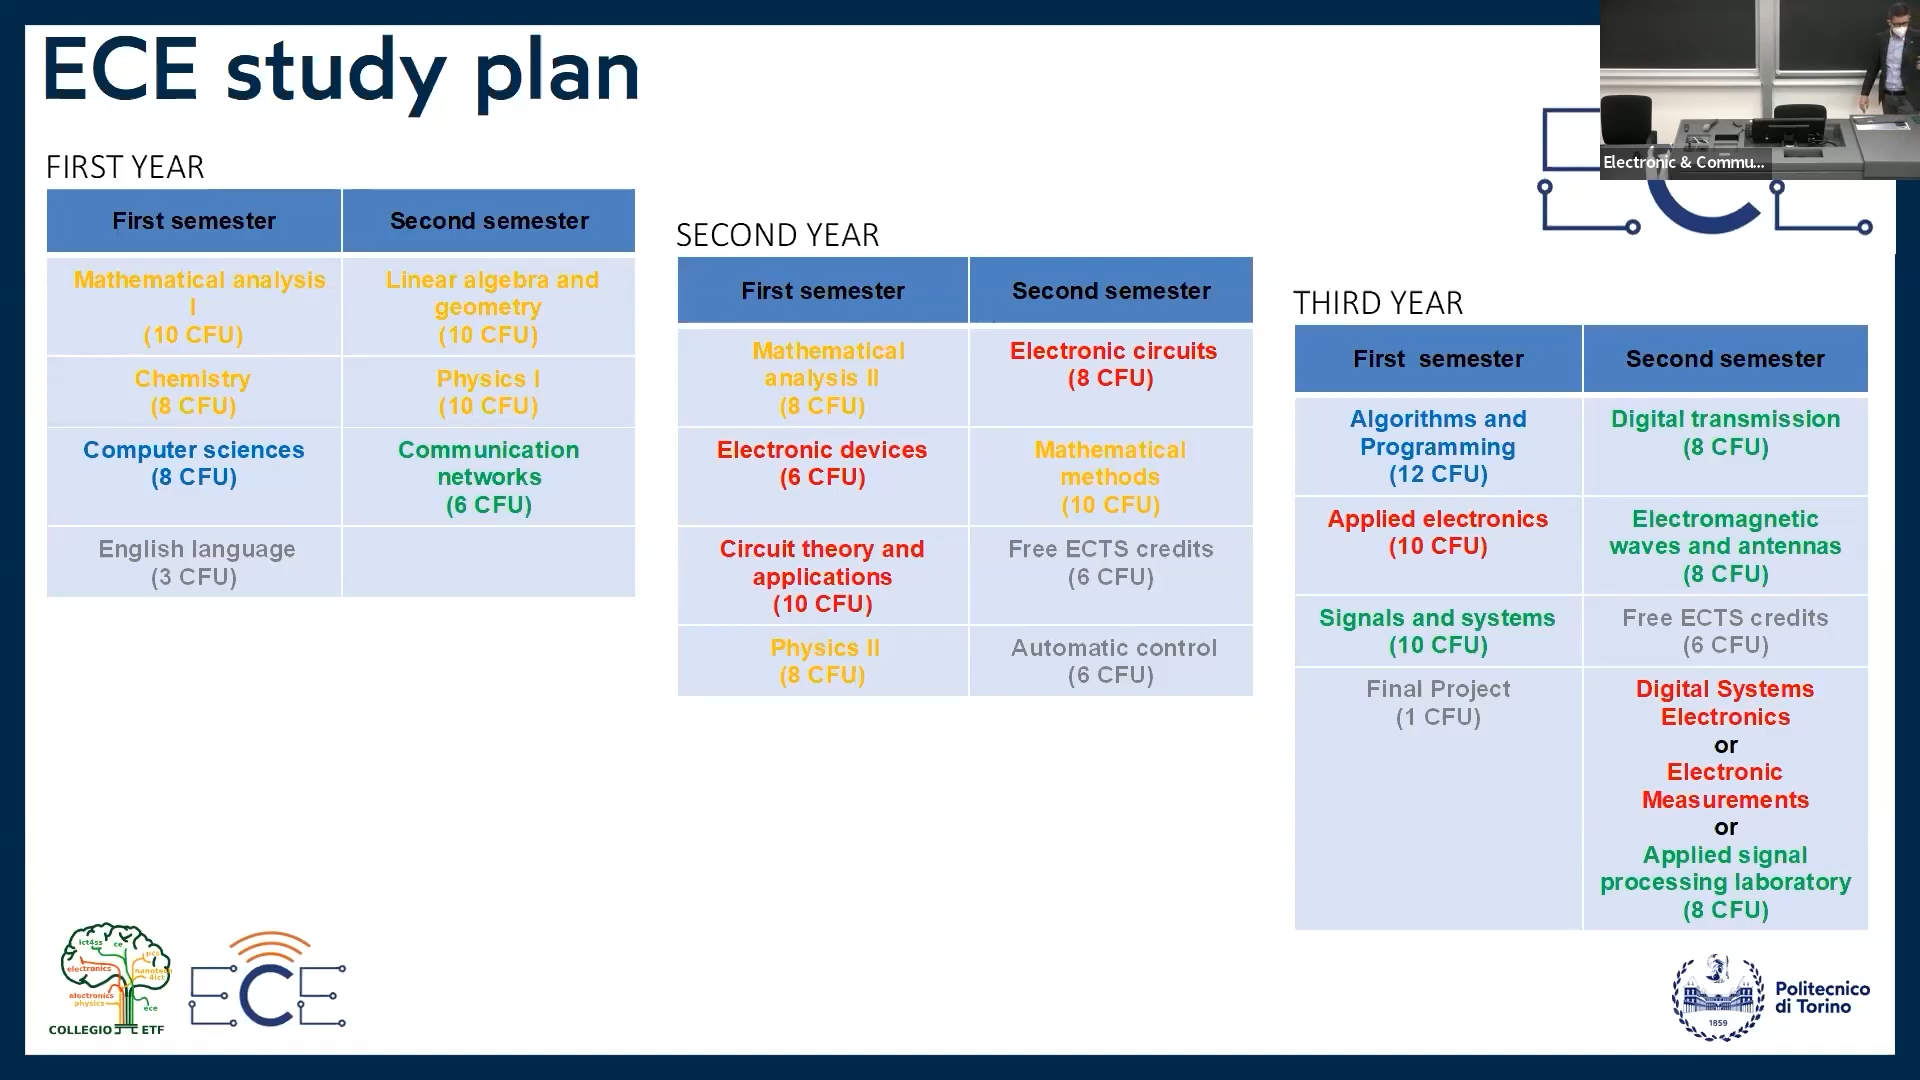 ECE study plan
Electronic & Commu...
FIRST YEAR
First semester
Second semester
Mathematical analysis
I
(10 CFU)
Linear algebra and
geometry
(10 CFU)
Chemistry
(8 CFU)
Physics I
(10 CFU)
Computer sciences
(8 CFU)
Communication
networks
(6 CFU)
English language
(3 CFU)
SECOND YEAR
First semester
Second semester
Mathematical
analysis II
(8 CFU)
Electronic circuits
(8 CFU)
Electronic devices
(6 CFU)
Mathematical
methods
(10 CFU)
Circuit theory and
applications
(10 CFU)
Free ECTS credits
(6 CFU)
Physics II
(8 CFU)
Automatic control
(6 CFU)
THIRD YEAR
First semester
Second semester
Algorithms and
Programming
(12 CFU)
Digital transmission
(8 CFU)
Applied electronics
(10 CFU)
Electromagnetic
waves and antennas
(8 CFU)
Signals and systems
(10 CFU)
Free ECTS credits
(6 CFU)
Final Project
(1 CFU)
Digital Systems
Electronics
or
Electronic
Measurements
or
Applied signal
processing laboratory
(8 CFU)
ict4ss
ce
electronics
electronics
physics
ece
COLLEGIO ETF
ECE
1859
Politecnico
di Torino